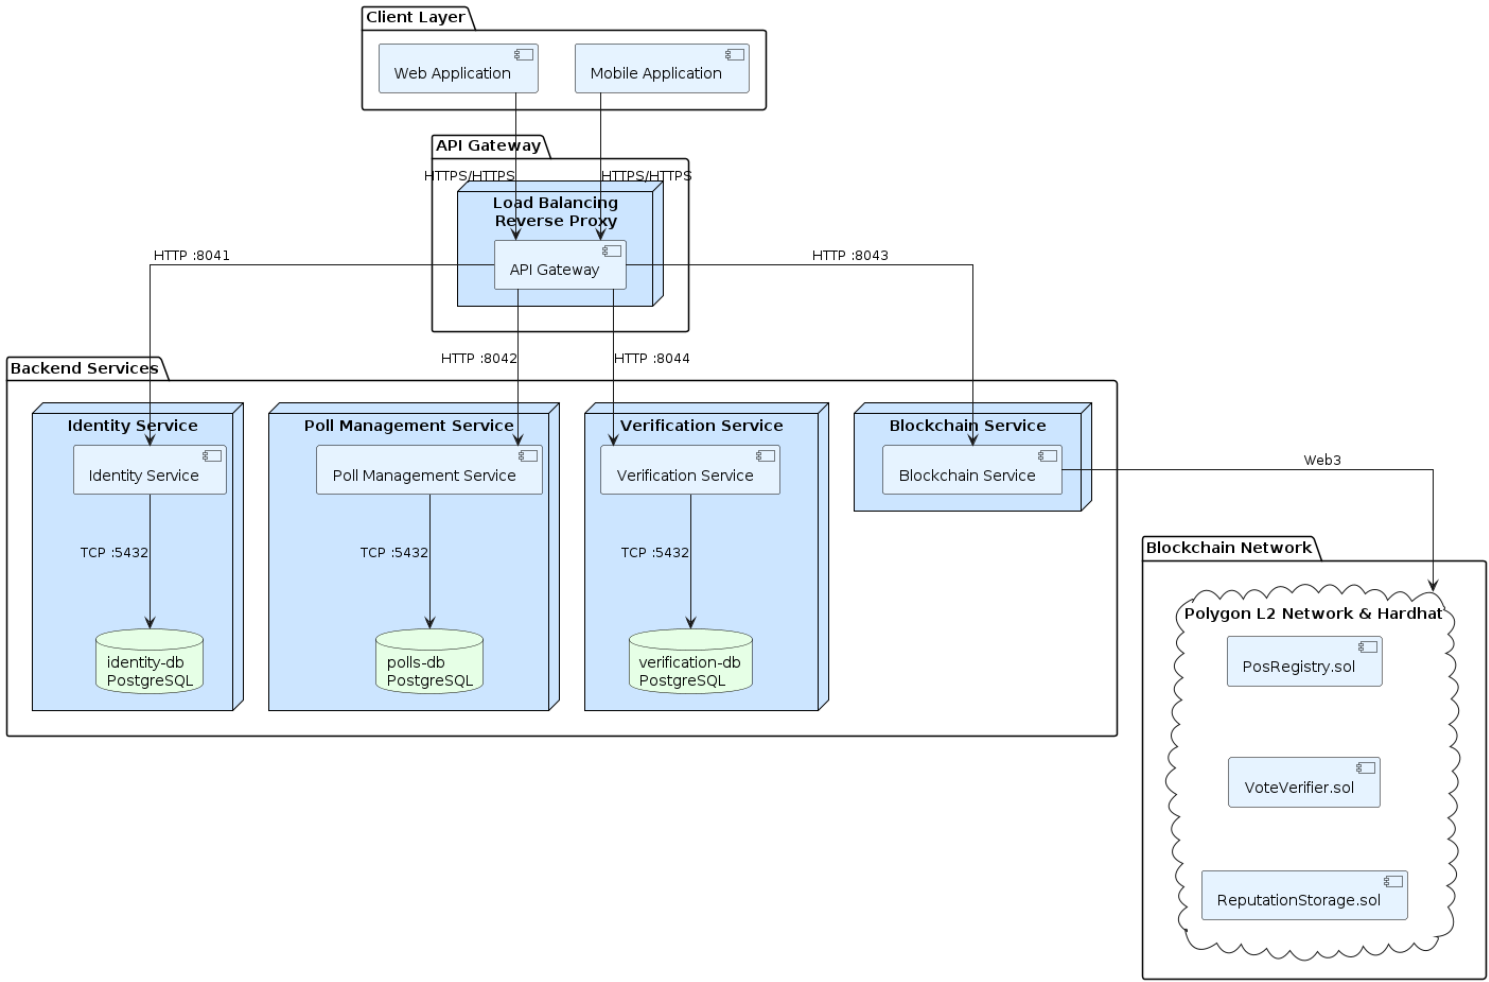 Client Layer
Web Application
Mobile Application
API Gateway
HTTPS/HTTPS
HTTPS/HTTPS
Load Balancing
Reverse Proxy
API Gateway
HTTP :8041
HTTP :8043
HTTP :8042
HTTP :8044
Backend Services
Identity Service
Poll Management Service
Verification Service
Blockchain Service
Identity Service
Poll Management Service
Verification Service
Blockchain Service
Web3
TCP :5432
TCP :5432
TCP :5432
identity-db
PostgreSQL
polls-db
PostgreSQL
verification-db
PostgreSQL
Blockchain Network
Polygon L2 Network & Hardhat
PosRegistry.sol
VoteVerifier.sol
ReputationStorage.sol